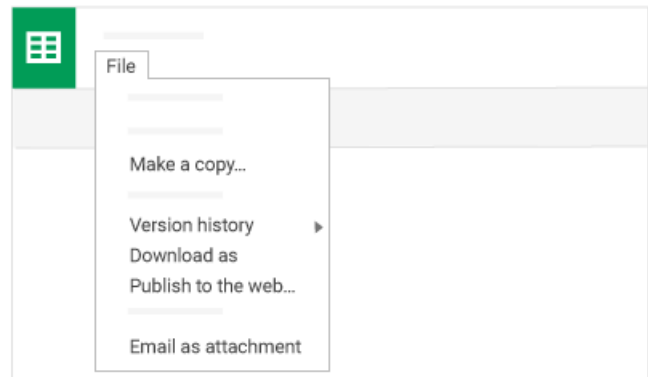 File
Make a copy...
Version history
Download as
Publish to the web...
Email as attachment